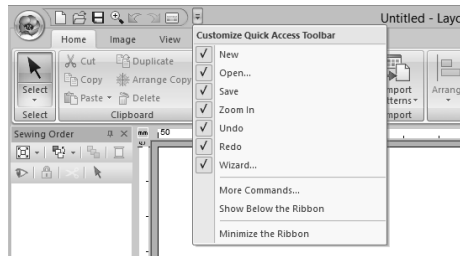 Untitled - Layo
Home Image View
Customize Quick Access Toolbar
New
Open...
Save
Zoom In
Undo
Redo
Wizard...
More Commands...
Show Below the Ribbon
Minimize the Ribbon
Select
Cut Duplicate
Copy Arrange Copy
Paste Delete
Select Clipboard
mport
tterns
mport
Arrang
Sewing Order
mm 50